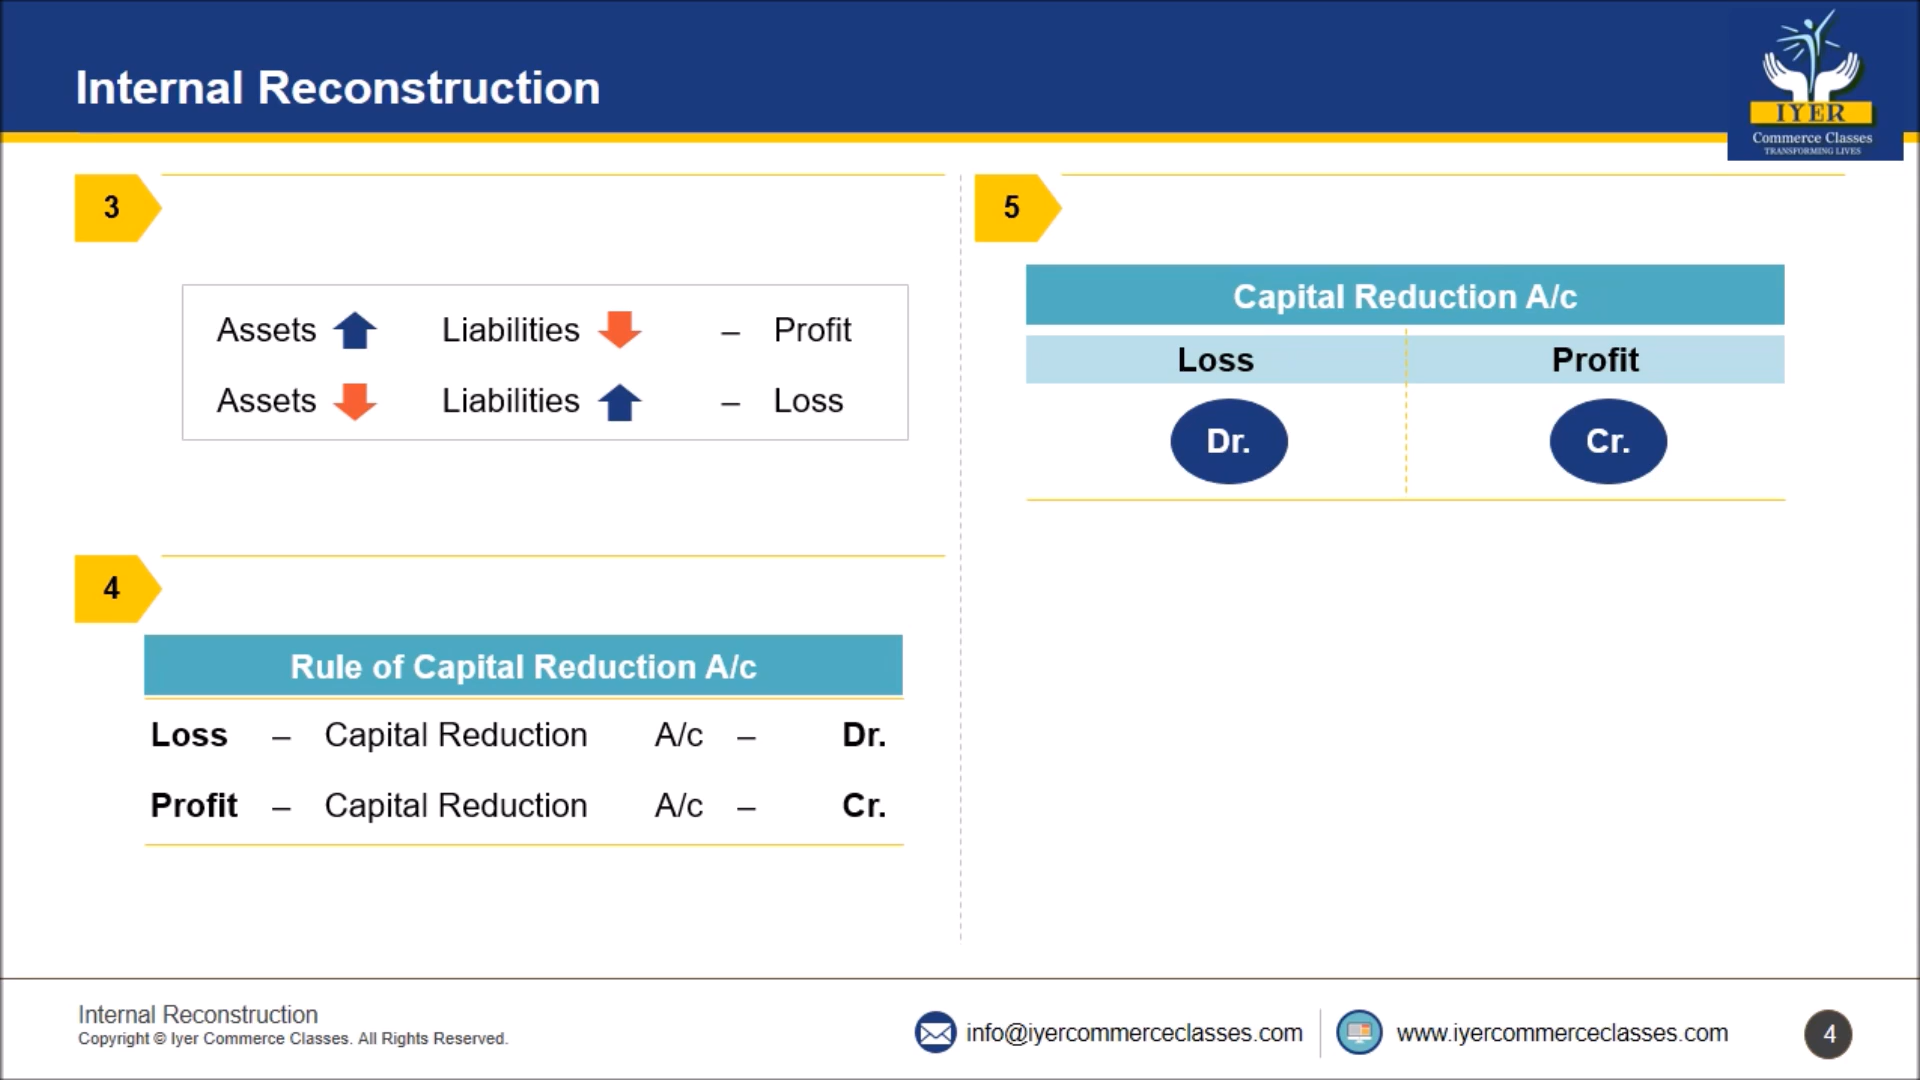 Internal Reconstruction
IYER
Commerce Classes
TRANSFORMING LIVES
3
Assets Liabilities – Profit
Assets Liabilities – Loss
4
Rule of Capital Reduction A/c
Loss – Capital Reduction A/c – Dr.
Profit – Capital Reduction A/c – Cr.
5
Capital Reduction A/c
Loss Profit
Dr. Cr.
Internal Reconstruction
Copyright © Iyer Commerce Classes. All Rights Reserved.
info@iyercommerceclasses.com
www.iyercommerceclasses.com
4